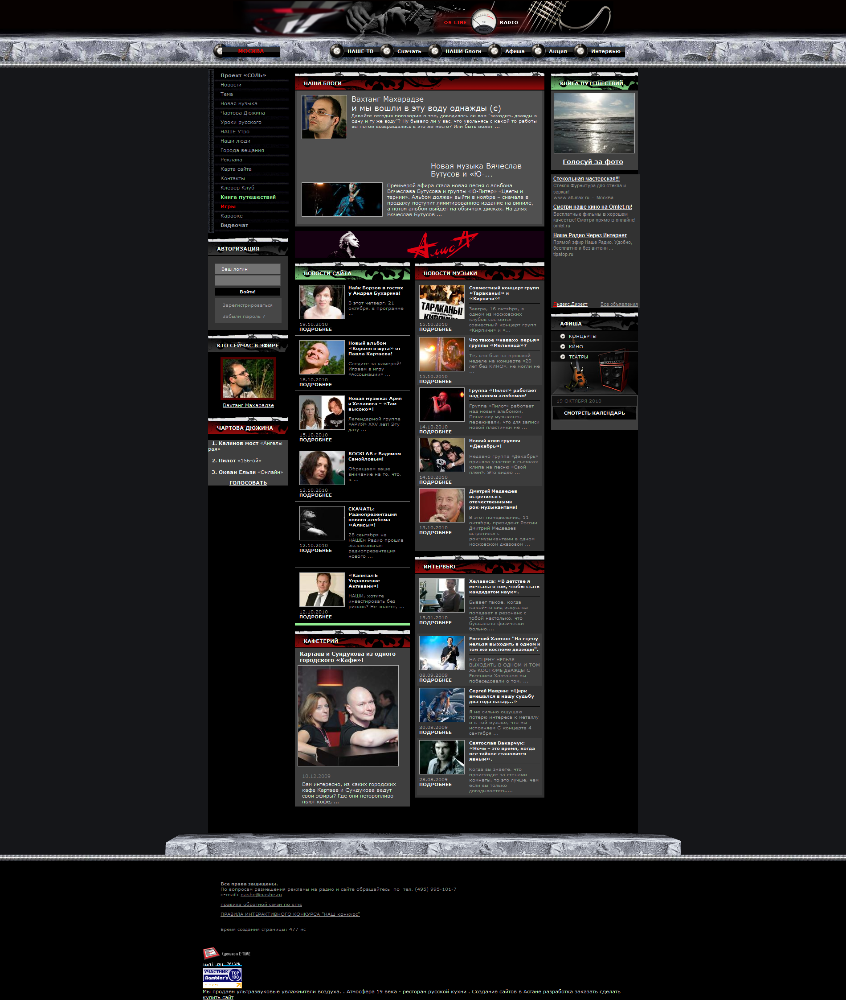 ON LINE RADIO
МОСКВА
НАШЕ ТВ
Скачать
НАШИ Блоги
Афиша
Акция
Интервью
Проект «СОЛЬ»
Новости
Тема
Новая музыка
Чартова Дюжина
Уроки русского
НАШЕ Утро
Наши люди
Города вещания
Реклама
Карта сайта
Контакты
Клевер Клуб
Книга путешествий
Игры
Караоке
Видеочат
АВТОРИЗАЦИЯ
Ваш логин
Войти!
Зарегистрироваться
Забыли пароль ?
КТО СЕЙЧАС В ЭФИРЕ
Вахтанг Махарадзе
ЧАРТОВА ДЮЖИНА
1. Калинов мост «Ангелы
рая»
2. Пилот «156-ой»
3. Океан Ельзи «Онлайн»
ГОЛОСОВАТЬ
НАШИ БЛОГИ
Вахтанг Махарадзе
и мы вошли в эту воду однажды (с)
Давайте сегодня поговорим о том, доводилось ли вам "заходить дважды в
одну и ту же воду"? Ну бывало ли у вас, что увольнясь с какой то работы
вы потом возвращались в это же место? Или быть может ...
Новая музыка Вячеслав
Бутусов и «Ю-...
Премьерой эфира стала новая песня с альбома
Вячеслава Бутусова и группы «Ю-Питер» «Цветы и
тернии». Альбом должен выйти в ноябре – сначала в
продажу поступит лимитированное издание на виниле,
а потом альбом выйдет на обычных дисках. На днях
Вячеслав Бутусов ...
АлисА
НОВОСТИ САЙТА
Найк Борзов в гостях
у Андрея Бухарина!
В этот четверг, 21
октября, в программе
...
19.10.2010
ПОДРОБНЕЕ
Новый альбом
«Короля и шута» от
Павла Картаева!
Следите за камерой!
Играем в игру
«Ассоциации» ...
18.10.2010
ПОДРОБНЕЕ
Новая музыка: Ария
и Хелависа – «Там
высоко»!
Легендарной группе
«АРИЯ» XXV лет! Эту
дату ...
15.10.2010
ПОДРОБНЕЕ
ROCKLAB с Вадимом
Самойловым!
Обращаем ваше
внимание на то, что,
к ...
13.10.2010
ПОДРОБНЕЕ
СКАЧАТЬ:
Радиопрезентация
нового альбома
«Алисы»!
28 сентября на
НАШЕм Радио прошла
эксклюзивная
радиопрезентация
нового ...
12.10.2010
ПОДРОБНЕЕ
«КапиталЪ
Управление
Активами»!
НАШИ, хотите
инвестировать без
рисков? Не знаете, ...
12.10.2010
ПОДРОБНЕЕ
КАФЕТЕРИЙ
Картаев и Сундукова из одного
городского «Кафе»!
10.12.2009
Вам интересно, из каких городских
кафе Картаев и Сундукова ведут
свои эфиры? Где они неторопливо
пьют кофе, ...
НОВОСТИ МУЗЫКИ
ТАРАКАНЫ!
СПЛИТ КОНЦЕРТ
КИРПИЧИ
Совместный концерт групп
«Тараканы!» и
«Кирпичи»!
Завтра, 16 октября, в
одном из московских
клубов состоится
совместный концерт групп
«Кирпичи» и «...
15.10.2010
ПОДРОБНЕЕ
Что такое «навахо-перья»
группы «Мельница»?
Те, кто был на прошлой
неделе на концерте «20
лет без КИНО», не могли не
...
15.10.2010
ПОДРОБНЕЕ
Группа «Пилот» работает
над новым альбомом!
Группа «Пилот» работает
над новым альбомом.
Поначалу музыканты
переживали, что для записи
новой пластинки не ...
14.10.2010
ПОДРОБНЕЕ
Новый клип группы
«Декабрь»!
Недавно группа «Декабрь»
приняла участие в съемках
клипа на песню «Свой
плен». Это видео ...
14.10.2010
ПОДРОБНЕЕ
Дмитрий Медведев
встретился с
отечественными
рок-музыкантами!
В этот понедельник, 11
октября, президент России
Дмитрий Медведев
встретился с
рок-музыкантами в одном
московском джазовом ...
13.10.2010
ПОДРОБНЕЕ
ИНТЕРВЬЮ
Хелависа: «В детстве я
мечтала о том, чтобы стать
кандидатом наук».
Бывает такое, когда
какой-то вид искусства
попадает в резонанс с
тобой настолько, что
буквально физически
больно....
15.01.2010
ПОДРОБНЕЕ
Евгений Хавтан: "На сцену
нельзя выходить в одном и
том же костюме дважды".
НА СЦЕНУ НЕЛЬЗЯ
ВЫХОДИТЬ В ОДНОМ И ТОМ
ЖЕ КОСТЮМЕ ДВАЖДЫ С
Евгением Хавтаном мы
побеседовали о том, ...
08.09.2009
ПОДРОБНЕЕ
Сергей Маврин: «Цирк
вмешался в нашу судьбу
два года назад...»
Я не сильно ощущаю
потерю интереса к металлу
и к той музыке, что мы
исполняем С концерта 4
сентября ...
30.08.2009
ПОДРОБНЕЕ
Святослав Вакарчук:
«Ночь – это время, когда
все тайное становится
явным».
Когда вы знаете, что
происходит за стенами
комнаты, то это лучше, чем
если вы только
догадываетесь....
28.08.2009
ПОДРОБНЕЕ
КНИГА ПУТЕШЕСТВИЙ
Голосуй за фото
Стекольная мастерская!!!
Стекло.Фурнитура для стекла и
зеркал!
www.alt-max.ru · Москва
Смотри наше кино на Omlet.ru!
Бесплатные фильмы в хорошем
качестве! Смотри прямо в онлайне!
omlet.ru
Наше Радио Через Интернет
Прямой эфир Наше Радио. Удобно,
бесплатно и без антенн ...
tipatop.ru
Яндекс.Директ Все объявления
АФИША
КОНЦЕРТЫ
КИНО
ТЕАТРЫ
19 ОКТЯБРЯ 2010
СМОТРЕТЬ КАЛЕНДАРЬ
Все права защищены.
По вопросам размещения рекламы на радио и сайте обращайтесь по тел. (495) 995-101-7
e-mail: nashe@nashe.ru
правила обратной связи по sms
ПРАВИЛА ИНТЕРАКТИВНОГО КОНКУРСА "НАШ конкурс"
Время создания страницы: 477 мс
Сделано в E-TIME
mail.ru 76132K
УЧАСТНИК TOP 100
Rambler's
5 329
Мы продаем ультразвуковые увлажнители воздуха. . Атмосфера 19 века - ресторан русской кухни . Создание сайтов в Астане разработка заказать сделать
купить сайт